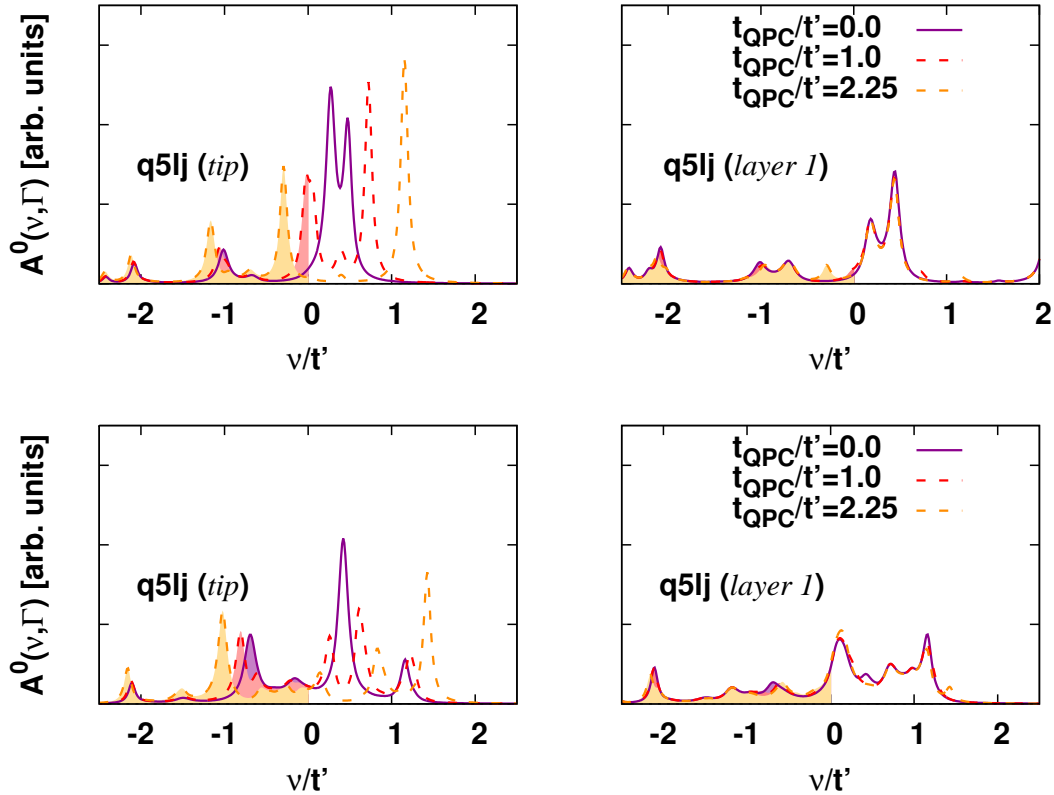 A⁰(ν,Γ) [arb. units]
q5lj (tip)
-2 -1 0 1 2
ν/t'
t_QPC/t'=0.0
t_QPC/t'=1.0
t_QPC/t'=2.25
q5lj (layer 1)
-2 -1 0 1 2
ν/t'
A⁰(ν,Γ) [arb. units]
q5lj (tip)
-2 -1 0 1 2
ν/t'
t_QPC/t'=0.0
t_QPC/t'=1.0
t_QPC/t'=2.25
q5lj (layer 1)
-2 -1 0 1 2
ν/t'